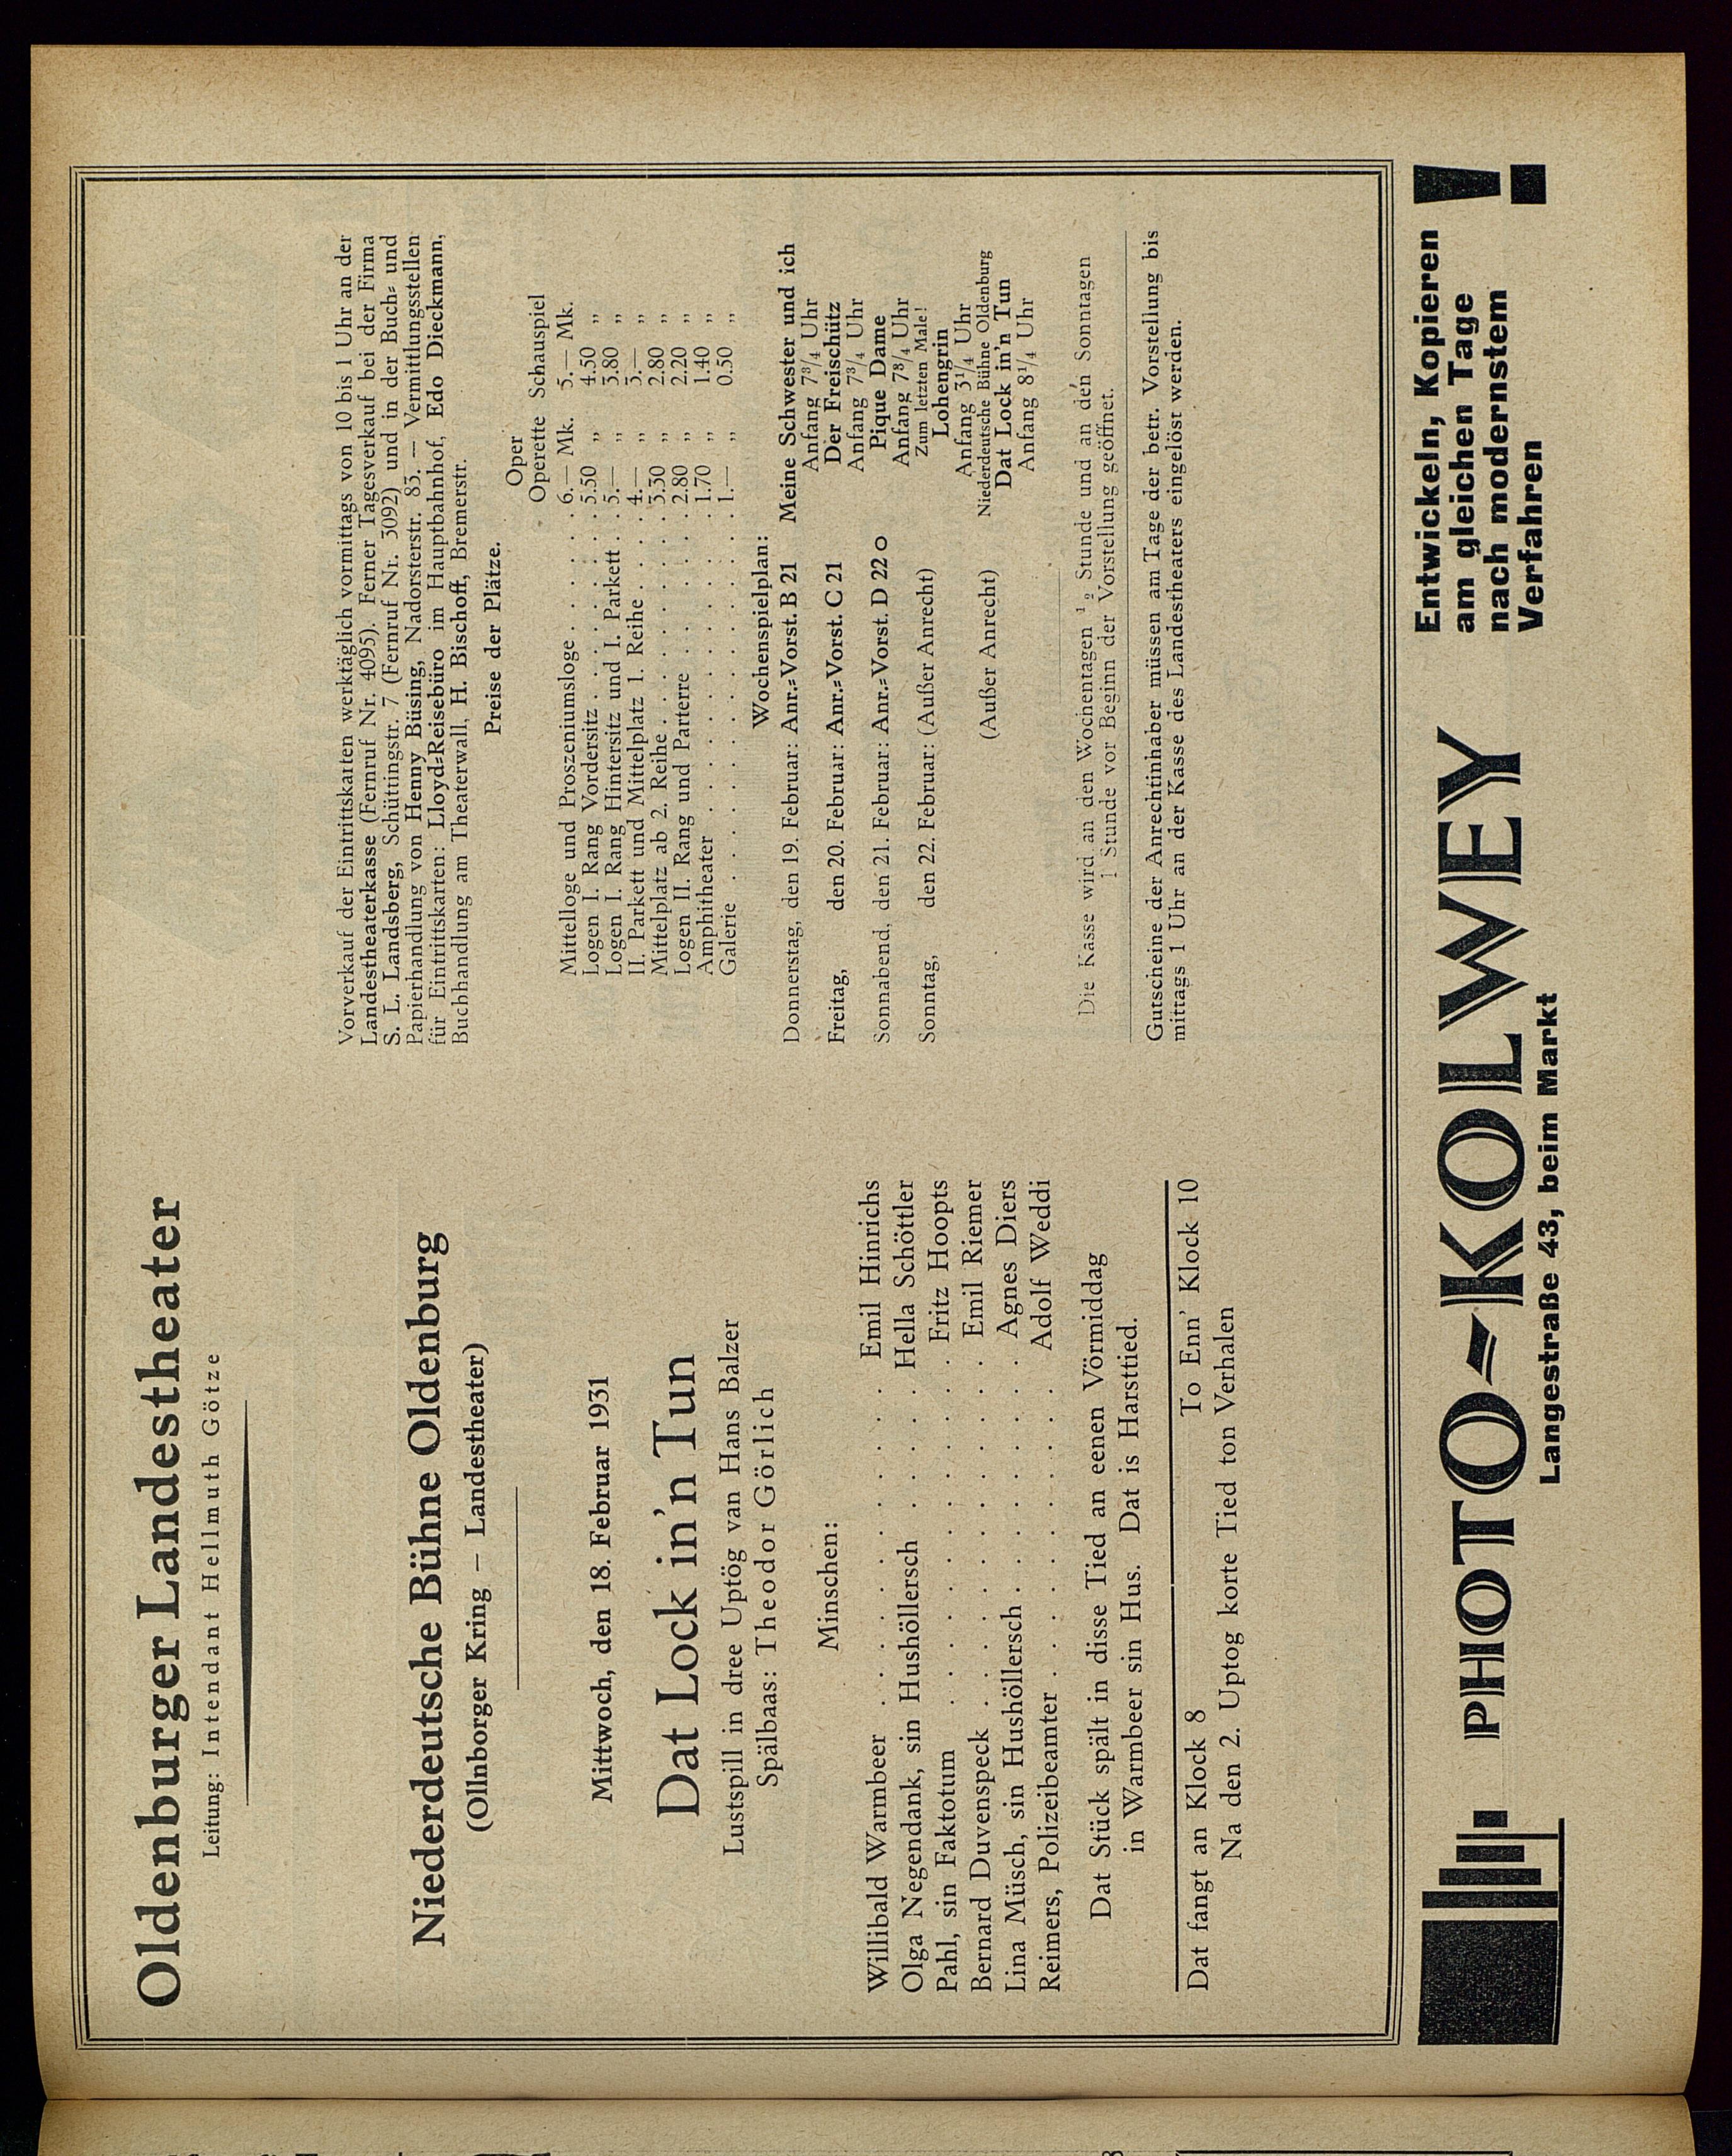 Oldenburger Landestheater
Leitung: Intendant Hellmuth Götze
Niederdeutsche Bühne Oldenburg
(Ollnborger Kring – Landestheater)
Mittwoch, den 18. Februar 1931
Dat Lock in'n Tun
Lustspill in dree Uptög van Hans Balzer
Spälbaas: Theodor Görlich
Minschen:
Willibald Warmbeer . . . . . . . . . . Emil Hinrichs
Olga Negendank, sin Hushöllersch . . . . . Hella Schöttler
Pahl, sin Faktotum . . . . . . . . . . Fritz Hoopts
Bernard Duvenspeck . . . . . . . . . . Emil Riemer
Lina Müsch, sin Hushöllersch . . . . . . . Agnes Diers
Reimers, Polizeibeamter . . . . . . . . . Adolf Weddi
Dat Stück spält in disse Tied an eenen Vörmiddag
in Warmbeer sin Hus. Dat is Harsttied.
Dat fangt an Klock 8 To Enn' Klock 10
Na den 2. Uptog korte Tied ton Verhalen
Vorverkauf der Eintrittskarten werktäglich vormittags von 10 bis 1 Uhr an der
Landestheaterkasse (Fernruf Nr. 4095). Ferner Tagesverkauf bei der Firma
S. L. Landsberg, Schüttingstr. 7 (Fernruf Nr. 3092) und in der Buch- und
Papierhandlung von Henny Büsing, Nadorsterstr. 83. — Vermittlungsstellen
für Eintrittskarten: Lloyd-Reisebüro im Hauptbahnhof, Edo Dieckmann,
Buchhandlung am Theaterwall, H. Bischoff, Bremerstr.
Preise der Plätze.
Oper
Operette Schauspiel
Mittelloge und Proszeniumsloge . . . . . . 6.— Mk. 5.— Mk.
Logen I. Rang Vordersitz . . . . . . . . 5.50 „ 4.50 „
Logen I. Rang Hintersitz und I. Parkett . . 5.— „ 3.80 „
II. Parkett und Mittelplatz 1. Reihe . . . . 4.— „ 3.— „
Mittelplatz ab 2. Reihe . . . . . . . . . 3.30 „ 2.80 „
Logen II. Rang und Parterre . . . . . . . 2.80 „ 2.20 „
Amphitheater . . . . . . . . . . . . . 1.70 „ 1.40 „
Galerie . . . . . . . . . . . . . . . 1.— „ 0.50 „
Wochenspielplan:
Donnerstag, den 19. Februar: Anr.-Vorst. B 21 Meine Schwester und ich
Anfang 7³/₄ Uhr
Freitag, den 20. Februar: Anr.-Vorst. C 21 Der Freischütz
Anfang 7³/₄ Uhr
Sonnabend, den 21. Februar: Anr.-Vorst. D 22 O Pique Dame
Anfang 7³/₄ Uhr
Sonntag, den 22. Februar: (Außer Anrecht) Zum letzten Male!
Lohengrin
Anfang 3¹/₄ Uhr
(Außer Anrecht) Niederdeutsche Bühne Oldenburg
Dat Lock in'n Tun
Anfang 8¹/₄ Uhr
Die Kasse wird an den Wochentagen ¹/₂ Stunde und an den Sonntagen
1 Stunde vor Beginn der Vorstellung geöffnet.
Gutscheine der Anrechtinhaber müssen am Tage der betr. Vorstellung bis
mittags 1 Uhr an der Kasse des Landestheaters eingelöst werden.
PHOTO-KOLWEY
Langestraße 43, beim Markt
Entwickeln, Kopieren
am gleichen Tage
nach modernstem
Verfahren
!